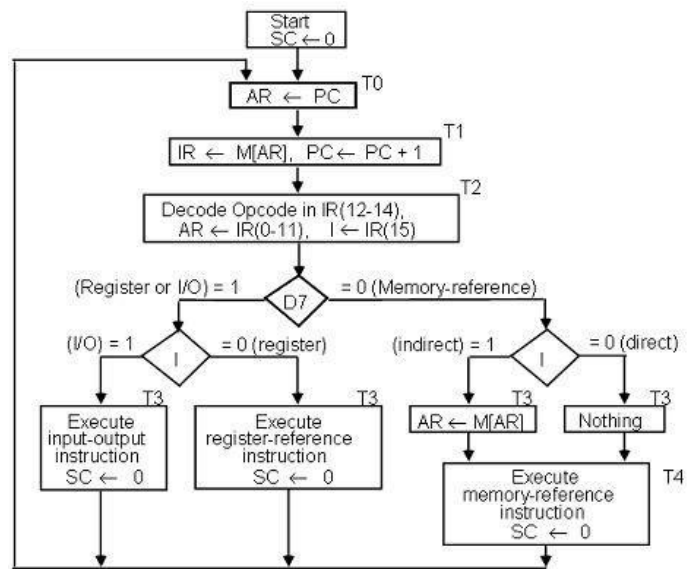 Start
SC ← 0
T0
AR ← PC
T1
IR ← M[AR], PC ← PC + 1
T2
Decode Opcode in IR(12-14),
AR ← IR(0-11), I ← IR(15)
(Register or I/O) = 1
D7
= 0 (Memory-reference)
(I/O) = 1
I
= 0 (register)
(indirect) = 1
I
= 0 (direct)
T3
Execute
input-output
instruction
SC ← 0
T3
Execute
register-reference
instruction
SC ← 0
T3
AR ← M[AR]
T3
Nothing
T4
Execute
memory-reference
instruction
SC ← 0